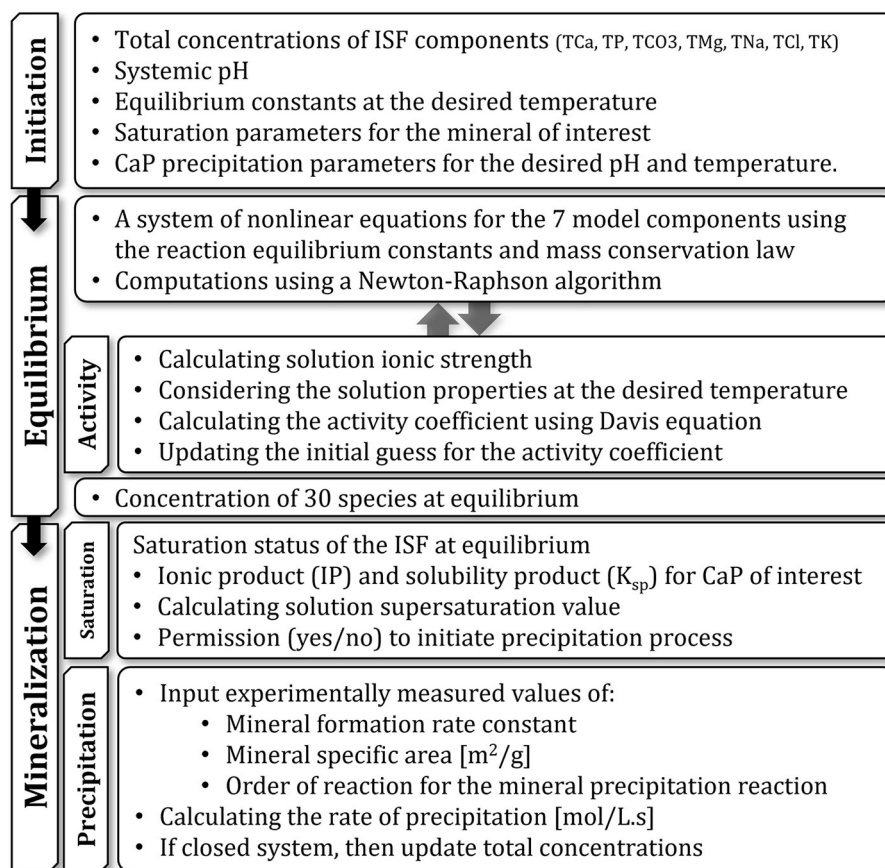 Initiation
• Total concentrations of ISF components (TCa, TP, TCO3, TMg, TNa, TCl, TK)
• Systemic pH
• Equilibrium constants at the desired temperature
• Saturation parameters for the mineral of interest
• CaP precipitation parameters for the desired pH and temperature.
Equilibrium
• A system of nonlinear equations for the 7 model components using
the reaction equilibrium constants and mass conservation law
• Computations using a Newton-Raphson algorithm
Activity
• Calculating solution ionic strength
• Considering the solution properties at the desired temperature
• Calculating the activity coefficient using Davis equation
• Updating the initial guess for the activity coefficient
• Concentration of 30 species at equilibrium
Mineralization
Saturation
Saturation status of the ISF at equilibrium
• Ionic product (IP) and solubility product (Ksp) for CaP of interest
• Calculating solution supersaturation value
• Permission (yes/no) to initiate precipitation process
Precipitation
• Input experimentally measured values of:
• Mineral formation rate constant
• Mineral specific area [m²/g]
• Order of reaction for the mineral precipitation reaction
• Calculating the rate of precipitation [mol/L.s]
• If closed system, then update total concentrations